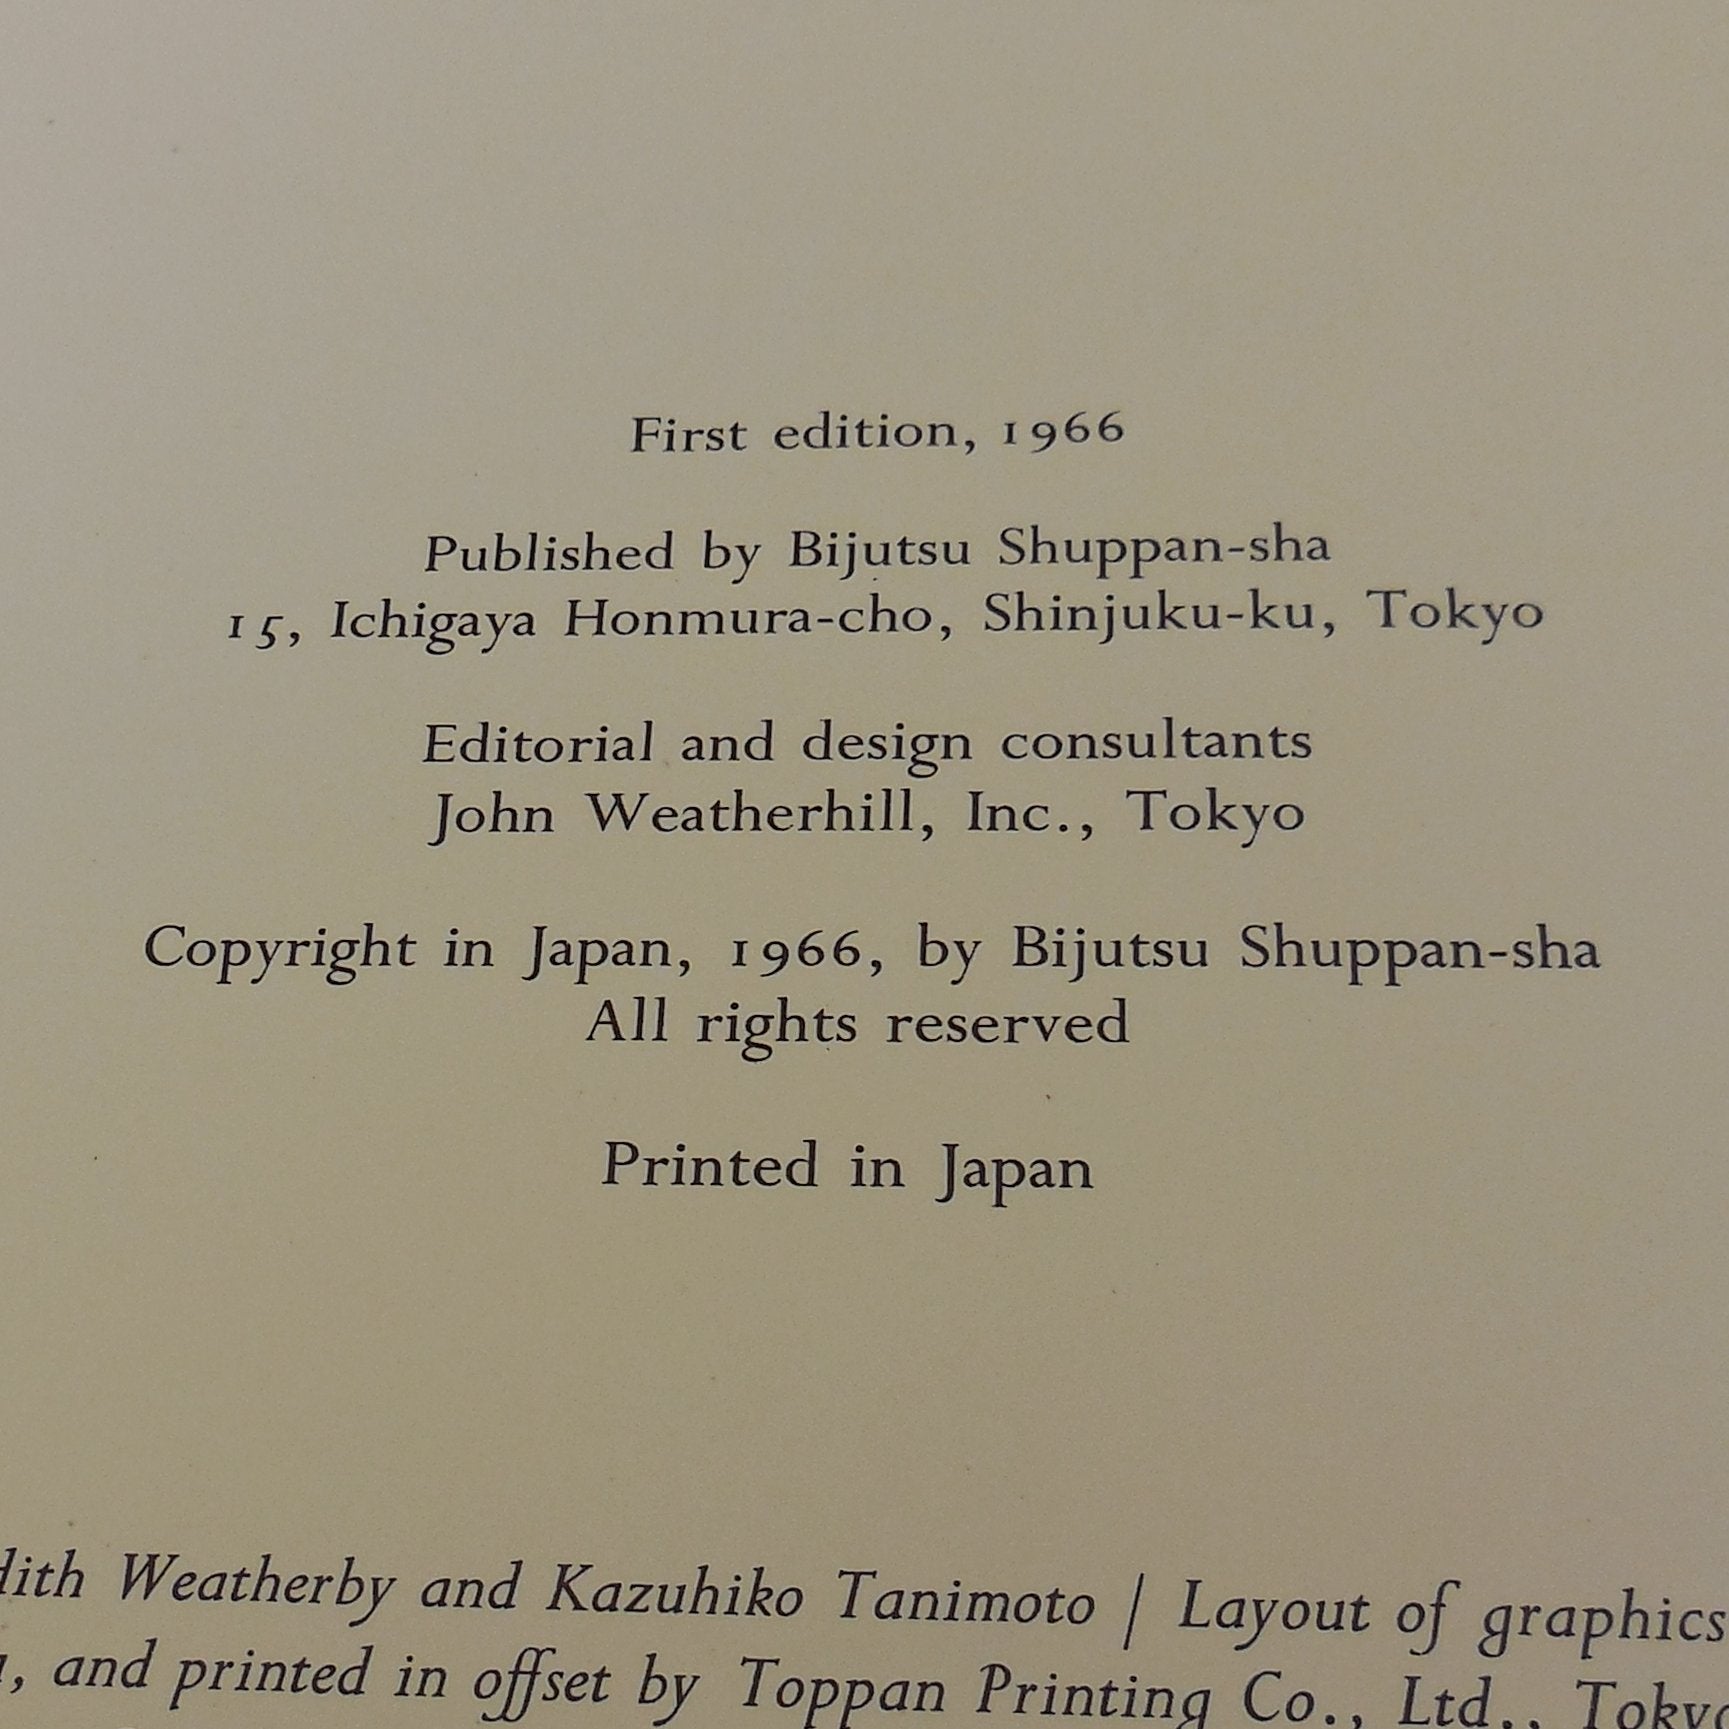 First edition, 1966
Published by Bijutsu Shuppan-sha
15, Ichigaya Honmura-cho, Shinjuku-ku, Tokyo
Editorial and design consultants
John Weatherhill, Inc., Tokyo
Copyright in Japan, 1966, by Bijutsu Shuppan-sha
All rights reserved
Printed in Japan
Weatherby and Kazuhiko Tanimoto / Layout of graphics
and printed in offset by Toppan Printing Co., Ltd., Tokyo